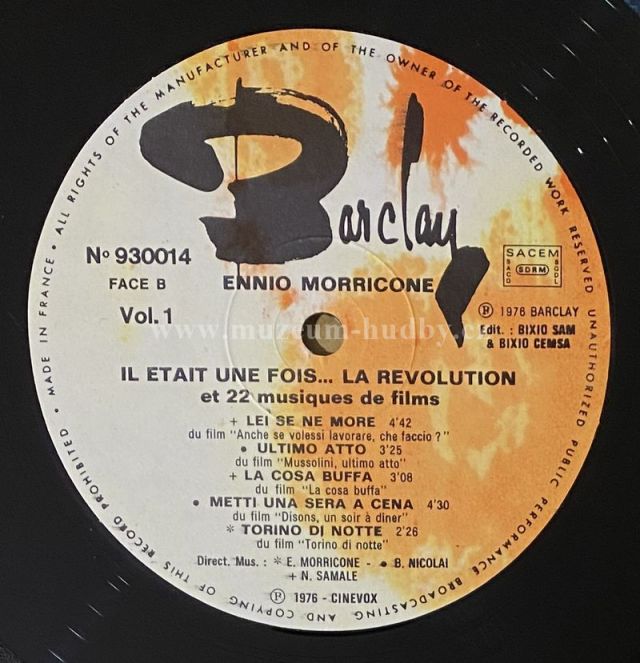 • MADE IN FRANCE • ALL RIGHTS OF THE MANUFACTURER AND OF THE OWNER OF THE RECORDED WORK RESERVED
UNAUTHORIZED PUBLIC PERFORMANCE BROADCASTING AND COPYING OF THIS RECORD PROHIBITED
Barclay
No 930014
FACE B
Vol. 1
ENNIO MORRICONE
SACEM
SACD SDRM SGDL
℗ 1976 BARCLAY
Edit. : BIXIO SAM
& BIXIO CEMSA
www.muzeum-hudby.cz
IL ETAIT UNE FOIS... LA REVOLUTION
et 22 musiques de films
+ LEI SE NE MORE 4'42
du film "Anche se volessi lavorare, che faccio ?"
• ULTIMO ATTO 3'25
du film "Mussolini, ultimo atto"
+ LA COSA BUFFA 3'08
du film "La cosa buffa"
• METTI UNA SERA A CENA 4'30
du film "Disons, un soir à diner"
* TORINO DI NOTTE 2'26
du film "Torino di notte"
Direct. Mus. : * E. MORRICONE - • B. NICOLAI
+ N. SAMALE
℗ 1976 - CINEVOX